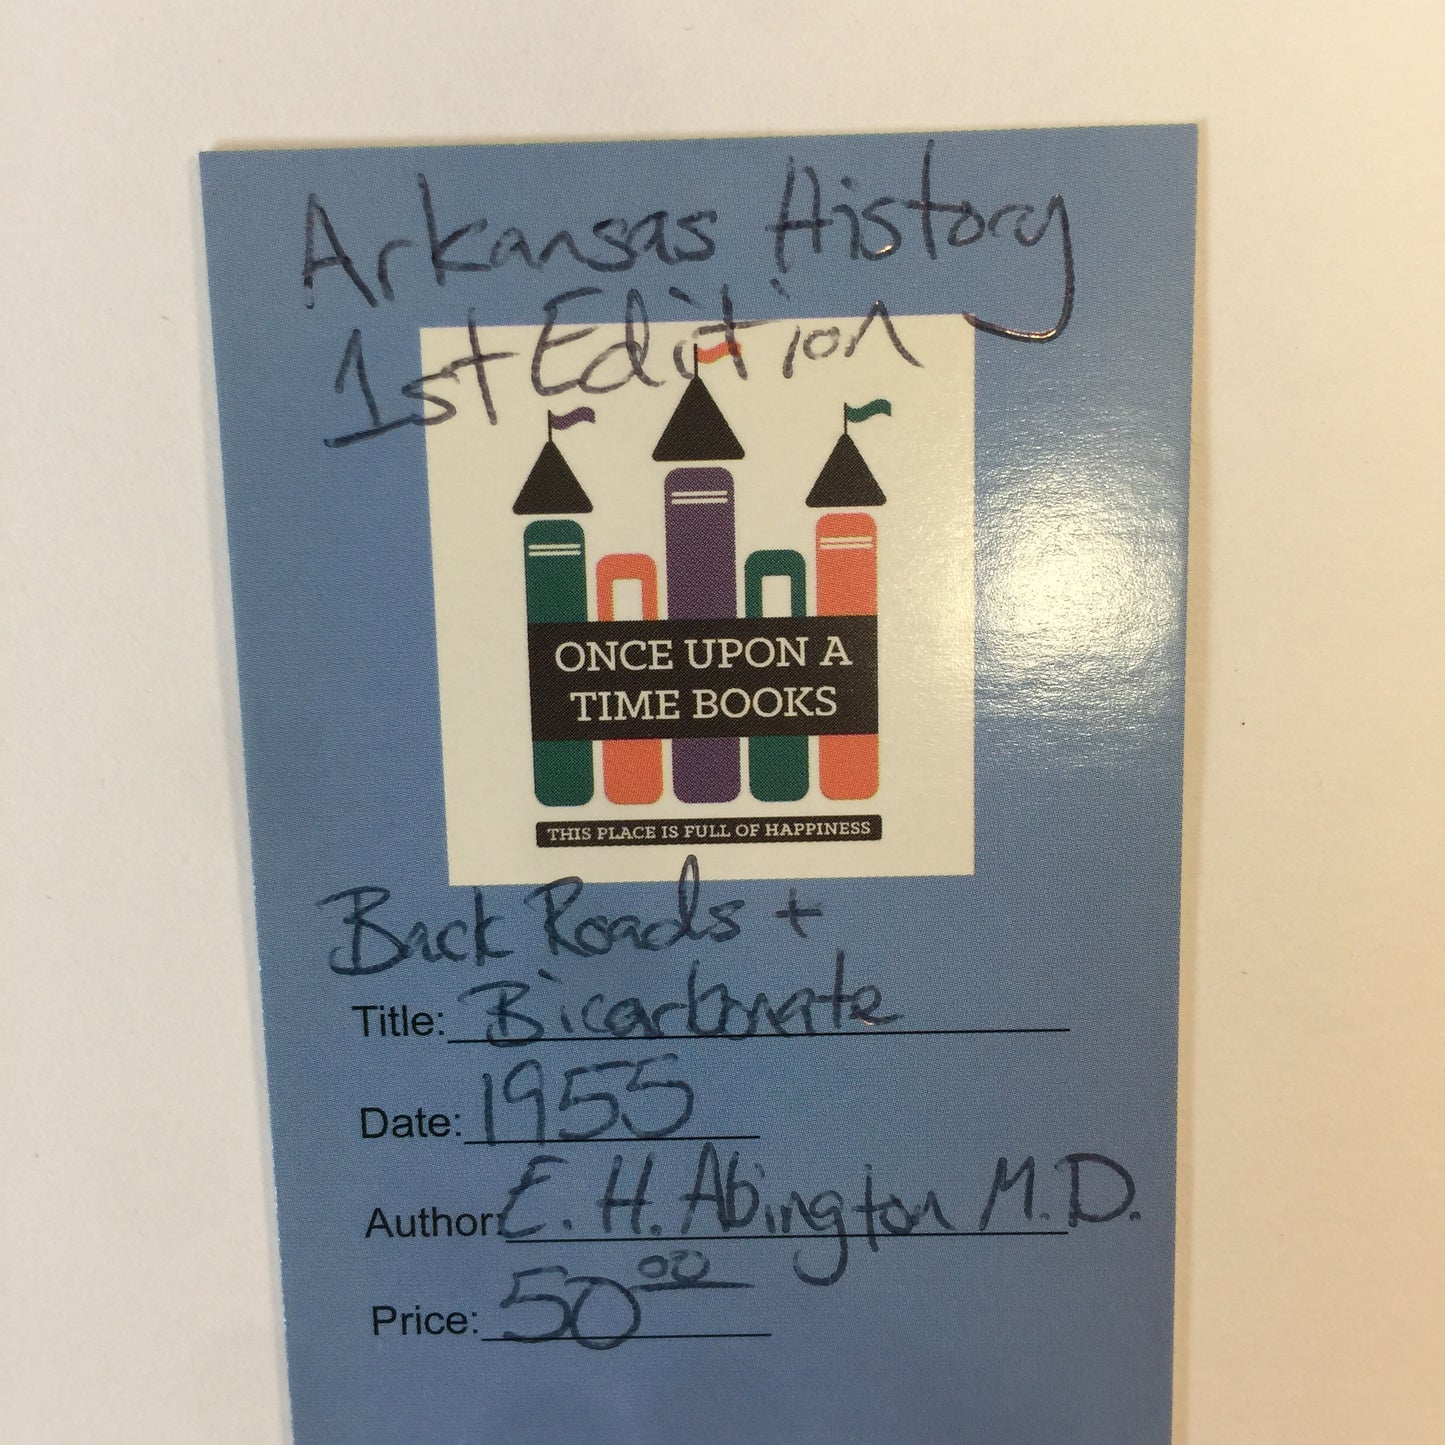 Arkansas History
1st Edition
ONCE UPON A
TIME BOOKS
THIS PLACE IS FULL OF HAPPINESS
Back Roads +
Title: Bicarbonate
Date: 1955
Author: E. H. Abington M.D.
Price: 50 00